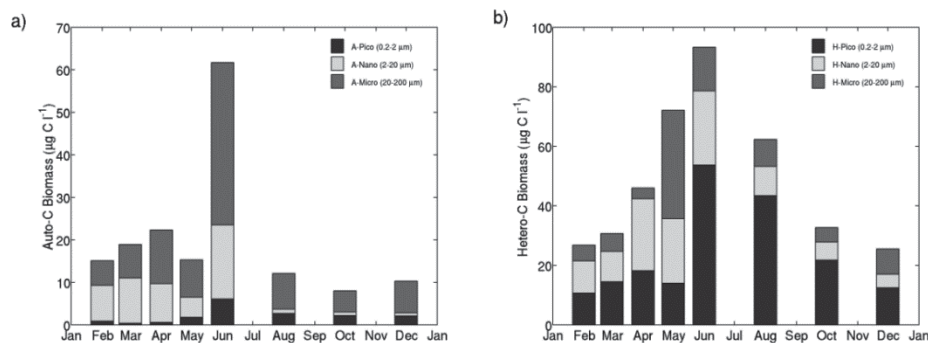 a)
Auto-C Biomass (µg C l⁻¹)
70
60
50
40
30
20
10
0
A-Pico (0.2-2 µm)
A-Nano (2-20 µm)
A-Micro (20-200 µm)
Jan Feb Mar Apr May Jun Jul Aug Sep Oct Nov Dec Jan
b)
Hetero-C Biomass (µg C l⁻¹)
100
80
60
40
20
0
H-Pico (0.2-2 µm)
H-Nano (2-20 µm)
H-Micro (20-200 µm)
Jan Feb Mar Apr May Jun Jul Aug Sep Oct Nov Dec Jan